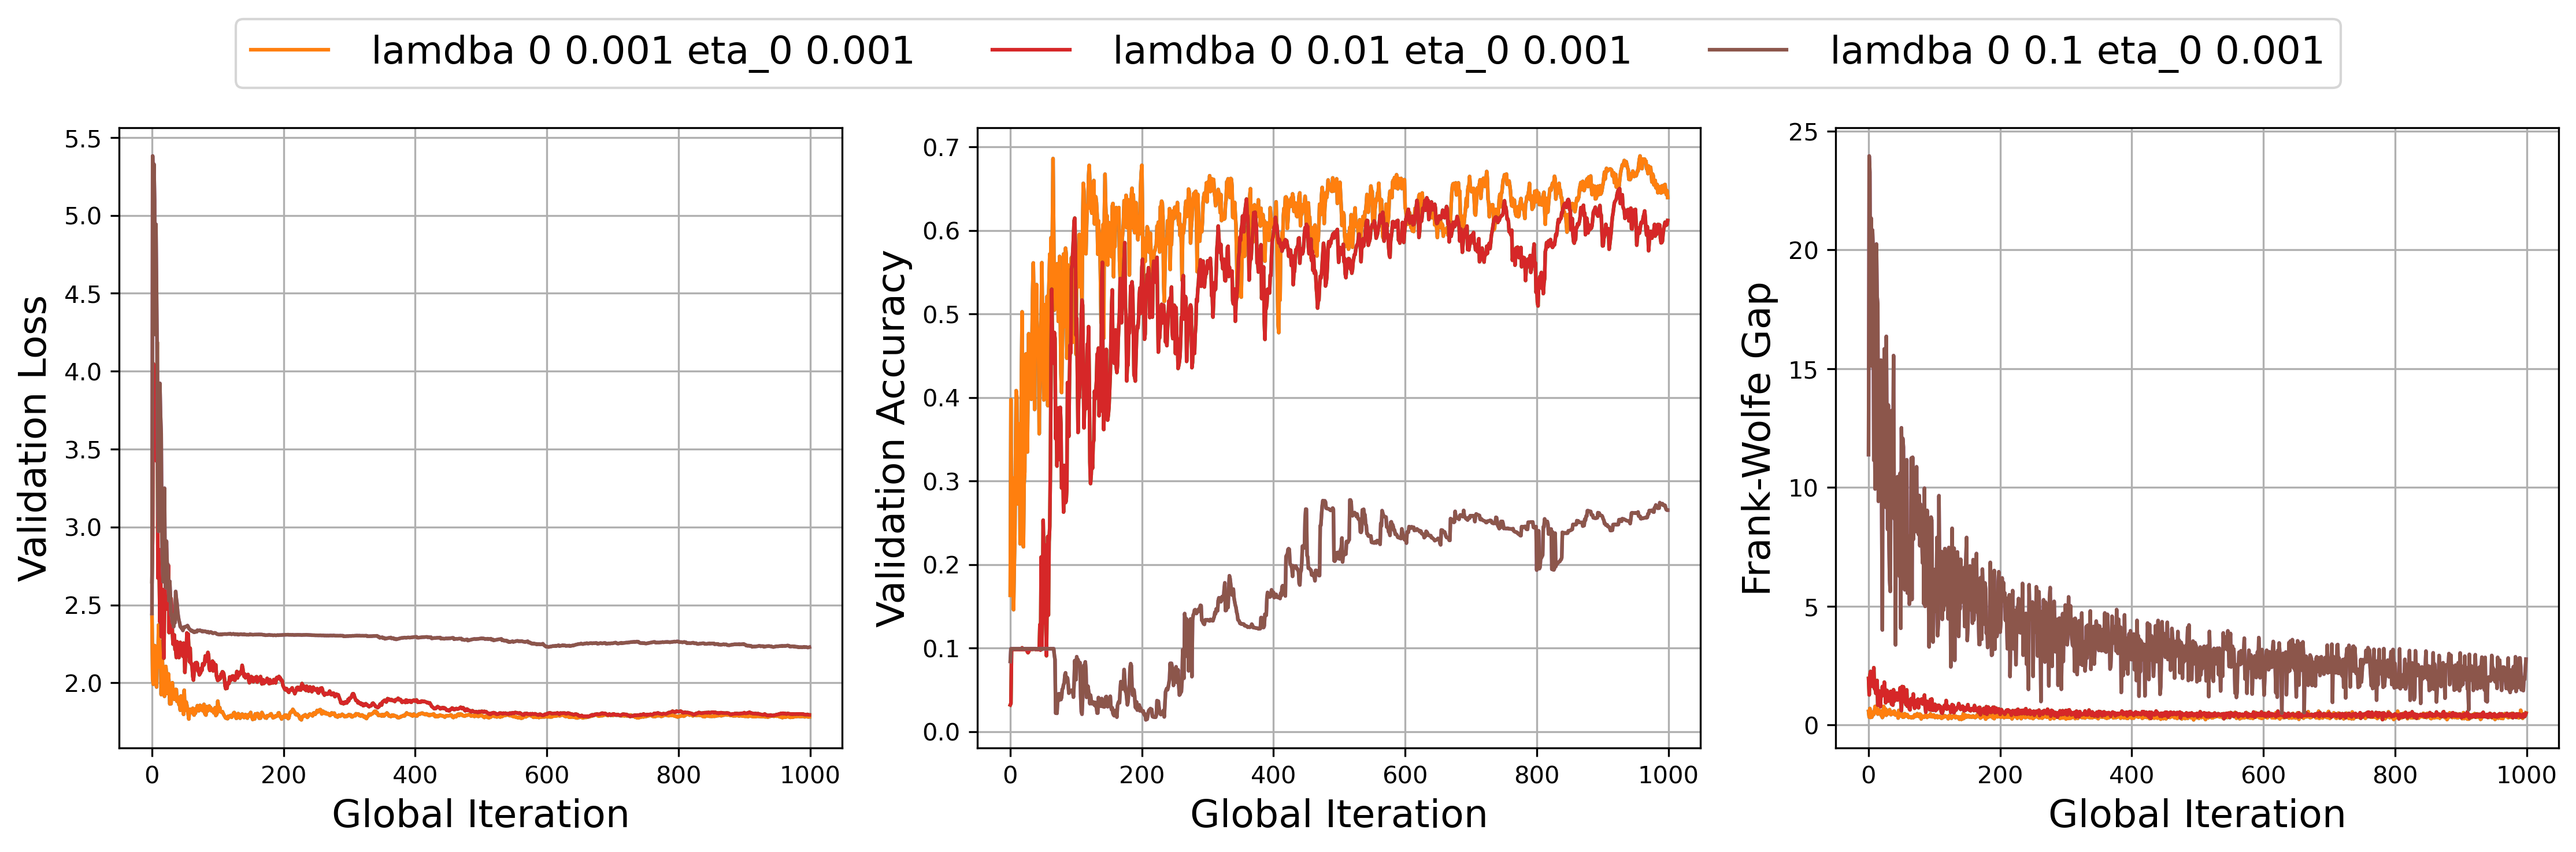 lamdba 0 0.001 eta_0 0.001
lamdba 0 0.01 eta_0 0.001
lamdba 0 0.1 eta_0 0.001
Validation Loss
5.5
5.0
4.5
4.0
3.5
3.0
2.5
2.0
0 200 400 600 800 1000
Global Iteration
Validation Accuracy
0.7
0.6
0.5
0.4
0.3
0.2
0.1
0.0
0 200 400 600 800 1000
Global Iteration
Frank-Wolfe Gap
25
20
15
10
5
0
0 200 400 600 800 1000
Global Iteration